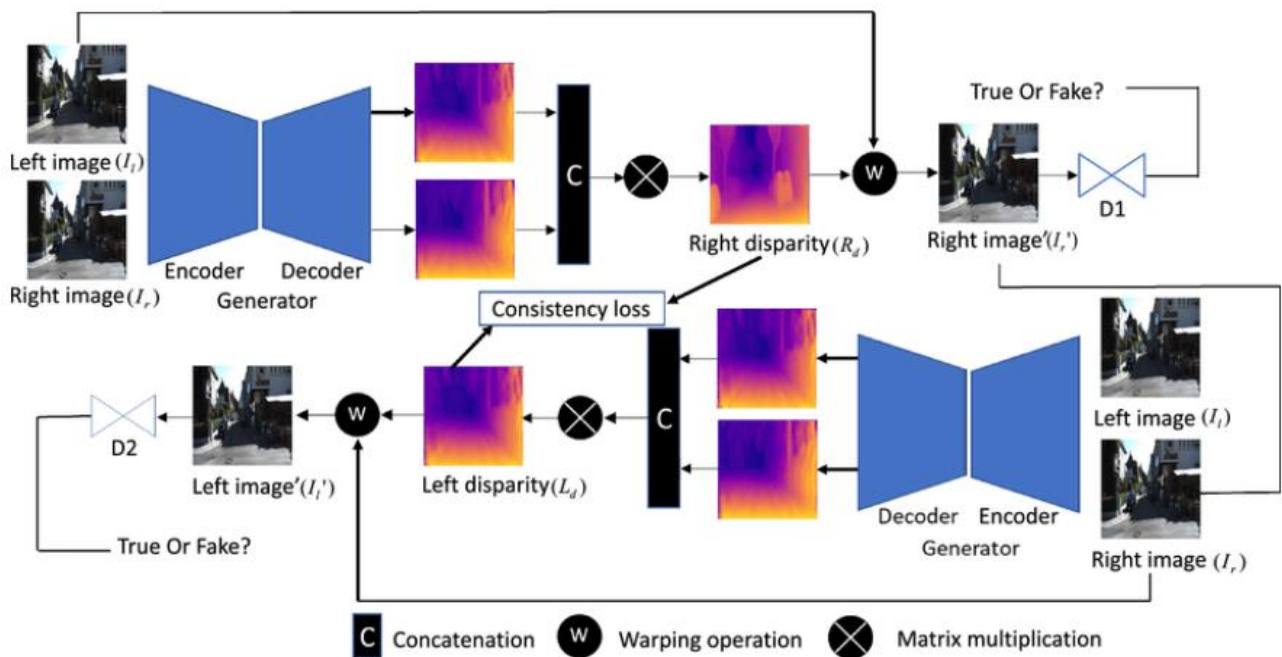 True Or Fake?
Left image (I_l)
C
W
D1
Right disparity (R_d)
Right image' (I_r')
Encoder
Decoder
Right image (I_r)
Generator
Consistency loss
W
C
Left image (I_l)
D2
Left image' (I_l')
Left disparity (L_d)
Decoder
Encoder
Generator
True Or Fake?
Right image (I_r)
C
Concatenation
W
Warping operation
Matrix multiplication